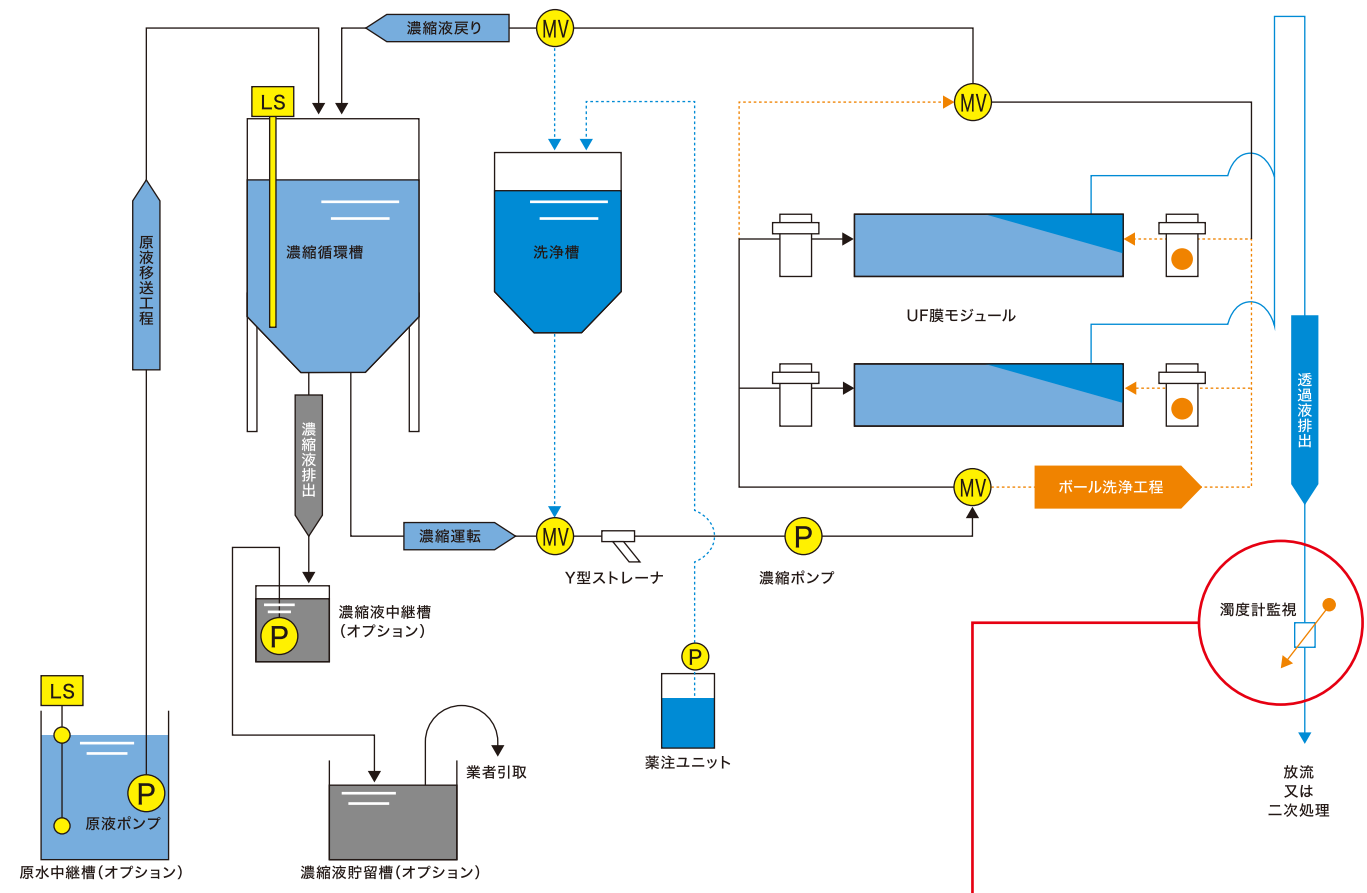 濃縮液戻り
MV
LS
MV
原液移送工程
濃縮循環槽
洗浄槽
UF膜モジュール
透過液排出
濃縮液排出
MV
ボール洗浄工程
濃縮運転
MV
P
Y型ストレーナ
濃縮ポンプ
濃縮液中継槽
(オプション)
P
濁度計監視
P
LS
薬注ユニット
業者引取
P
原液ポンプ
放流
又は
二次処理
原水中継槽(オプション)
濃縮液貯留槽(オプション)